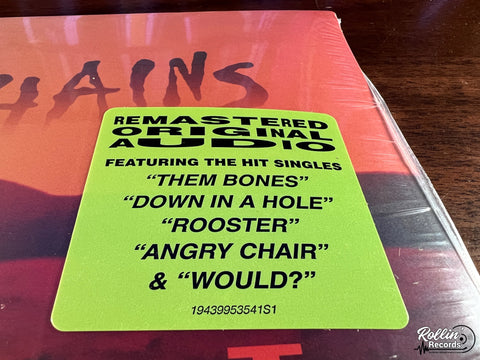 CHAINS
REMASTERED
ORIGINAL
AUDIO
FEATURING THE HIT SINGLES
"THEM BONES"
"DOWN IN A HOLE"
"ROOSTER"
"ANGRY CHAIR"
& "WOULD?"
19439953541S1
Rollin'
Records